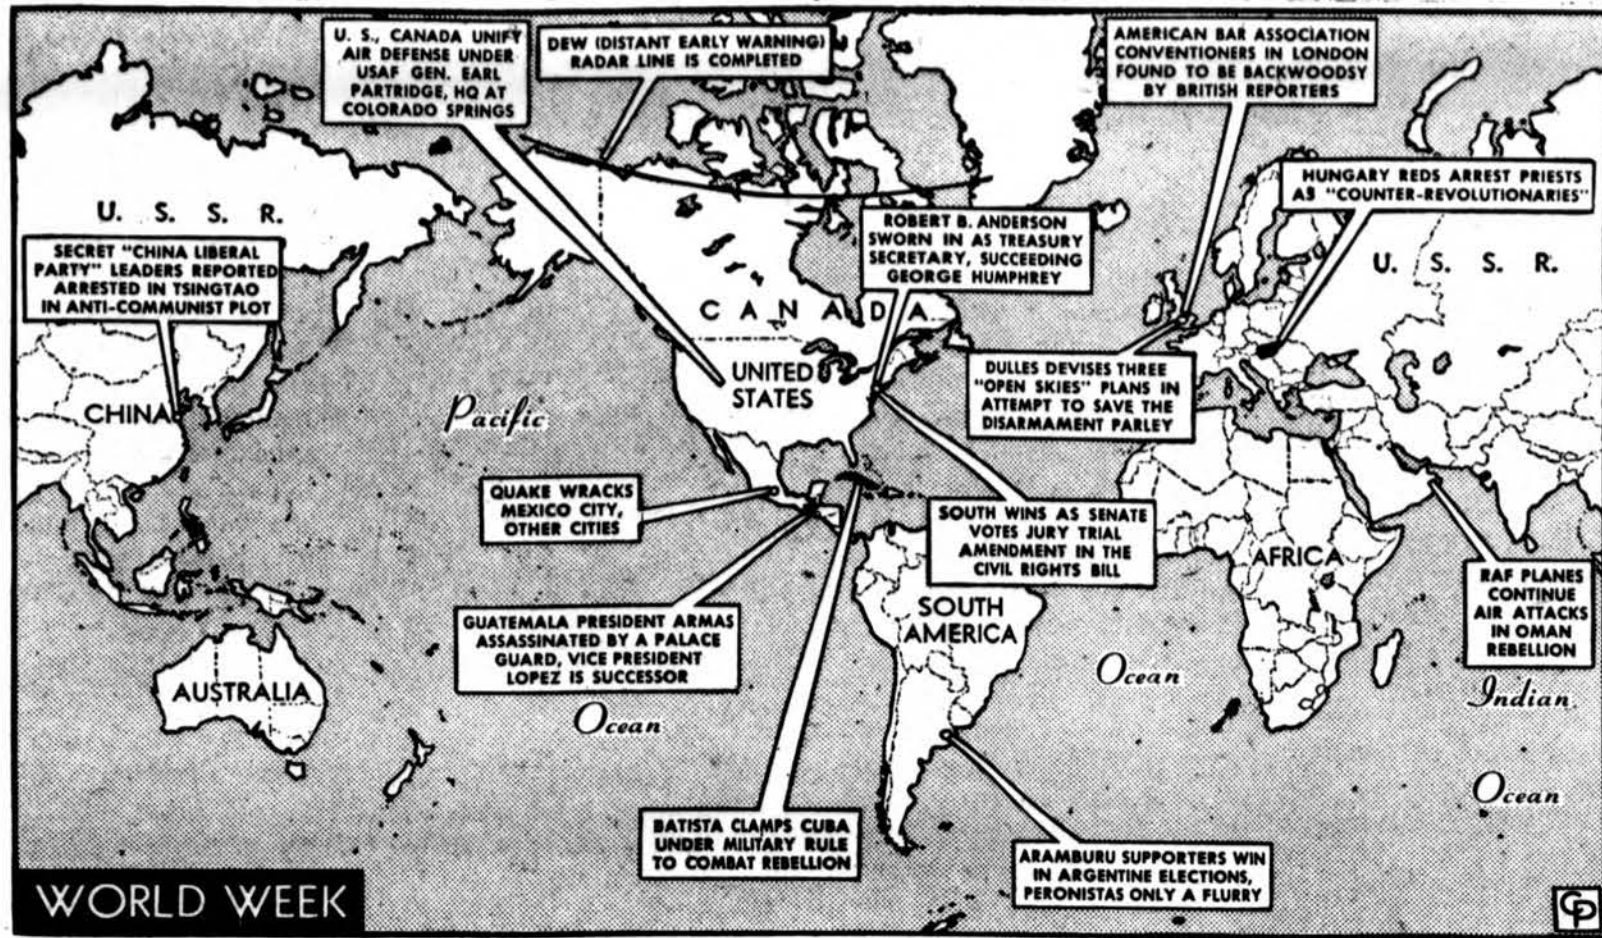 U. S., CANADA UNIFY
AIR DEFENSE UNDER
USAF GEN. EARL
PARTRIDGE, HQ AT
COLORADO SPRINGS
DEW (DISTANT EARLY WARNING)
RADAR LINE IS COMPLETED
AMERICAN BAR ASSOCIATION
CONVENTIONERS IN LONDON
FOUND TO BE BACKWOODSY
BY BRITISH REPORTERS
HUNGARY REDS ARREST PRIESTS
AS "COUNTER-REVOLUTIONARIES"
U. S. S. R.
SECRET "CHINA LIBERAL
PARTY" LEADERS REPORTED
ARRESTED IN TSINGTAO
IN ANTI-COMMUNIST PLOT
ROBERT B. ANDERSON
SWORN IN AS TREASURY
SECRETARY, SUCCEEDING
GEORGE HUMPHREY
U. S. S. R.
CANADA
UNITED
STATES
DULLES DEVISES THREE
"OPEN SKIES" PLANS IN
ATTEMPT TO SAVE THE
DISARMAMENT PARLEY
CHINA
Pacific
QUAKE WRACKS
MEXICO CITY,
OTHER CITIES
SOUTH WINS AS SENATE
VOTES JURY TRIAL
AMENDMENT IN THE
CIVIL RIGHTS BILL
AFRICA
RAF PLANES
CONTINUE
AIR ATTACKS
IN OMAN
REBELLION
GUATEMALA PRESIDENT ARMAS
ASSASSINATED BY A PALACE
GUARD, VICE PRESIDENT
LOPEZ IS SUCCESSOR
SOUTH
AMERICA
AUSTRALIA
Ocean
Ocean
Indian
Ocean
BATISTA CLAMPS CUBA
UNDER MILITARY RULE
TO COMBAT REBELLION
ARAMBURU SUPPORTERS WIN
IN ARGENTINE ELECTIONS,
PERONISTAS ONLY A FLURRY
WORLD WEEK
CP